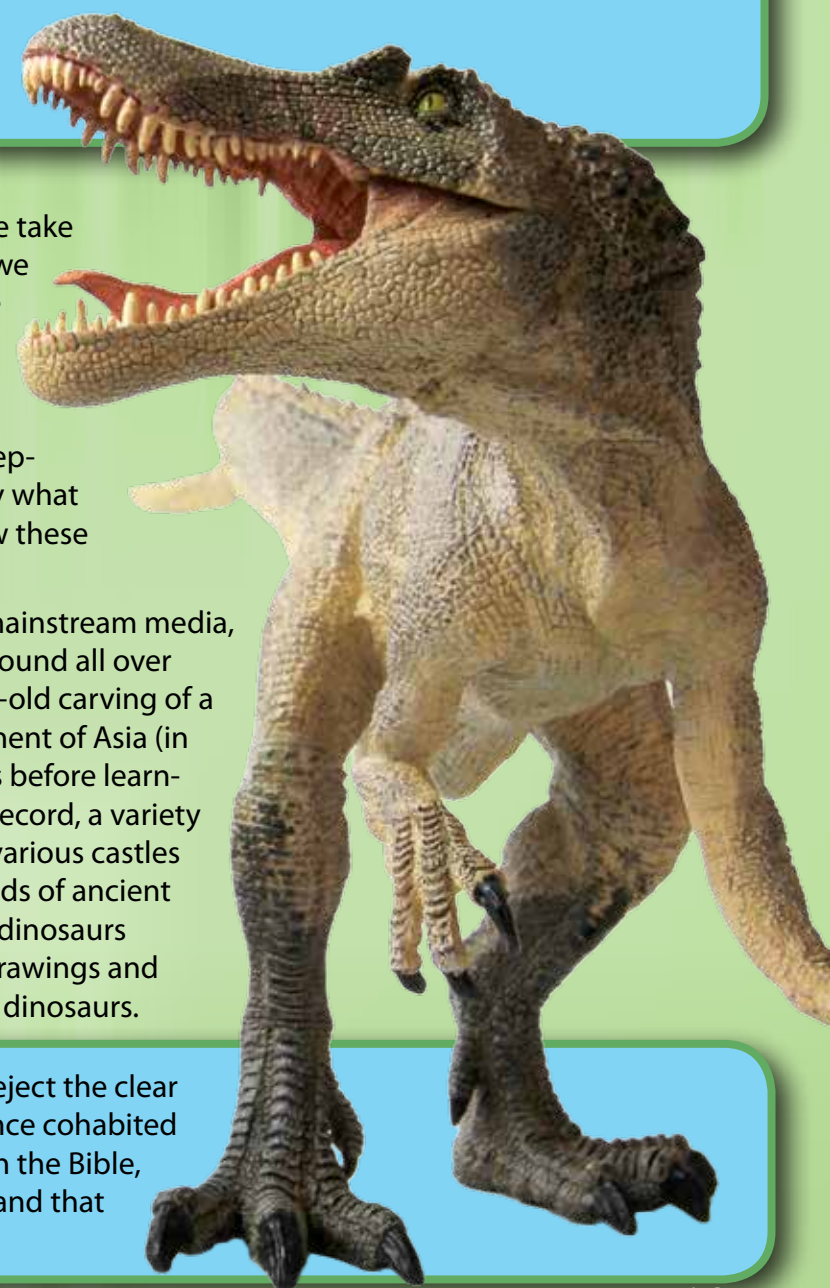 e take
we
ep-
what
w these
mainstream media,
ound all over
-old carving of a
nent of Asia (in
s before learn-
ecord, a variety
various castles
ds of ancient
dinosaurs
rawings and
dinosaurs.
eject the clear
nce cohabited
n the Bible,
and that